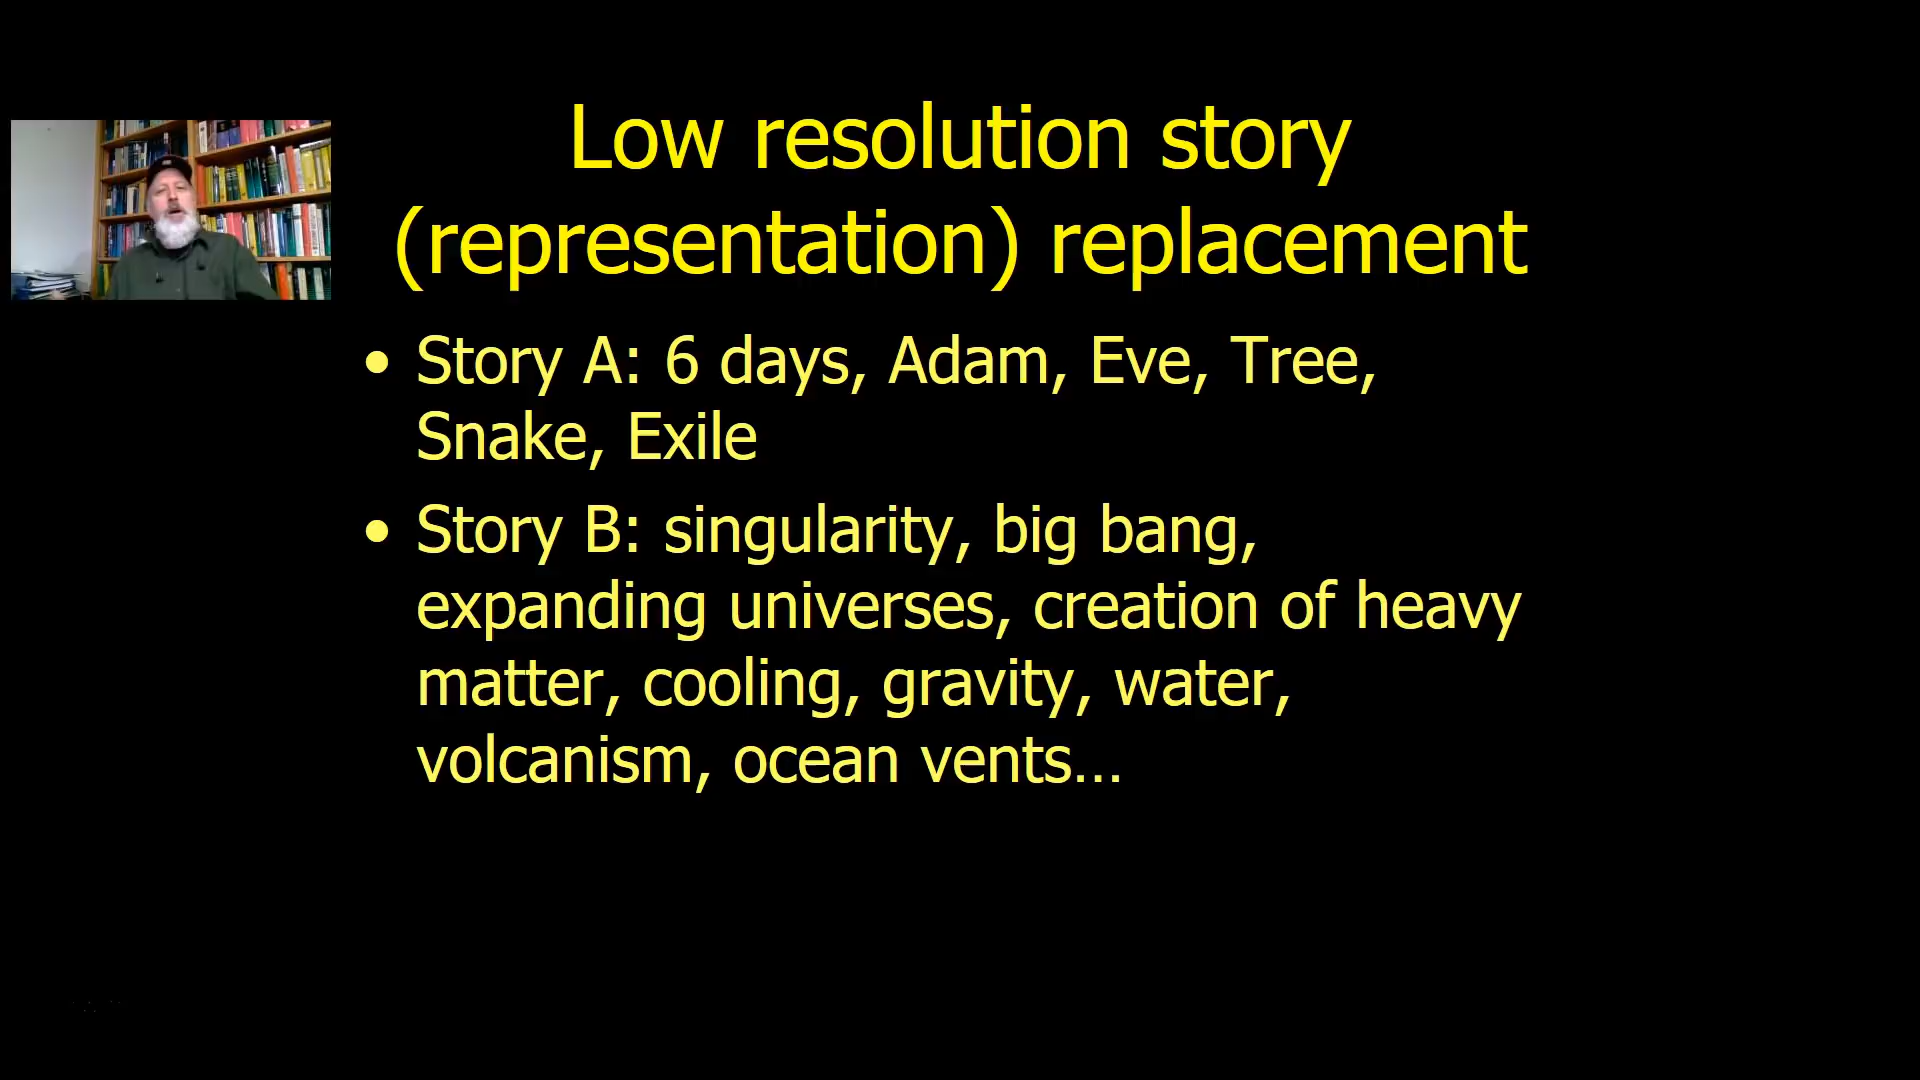 Low resolution story
(representation) replacement
• Story A: 6 days, Adam, Eve, Tree,
Snake, Exile
• Story B: singularity, big bang,
expanding universes, creation of heavy
matter, cooling, gravity, water,
volcanism, ocean vents…